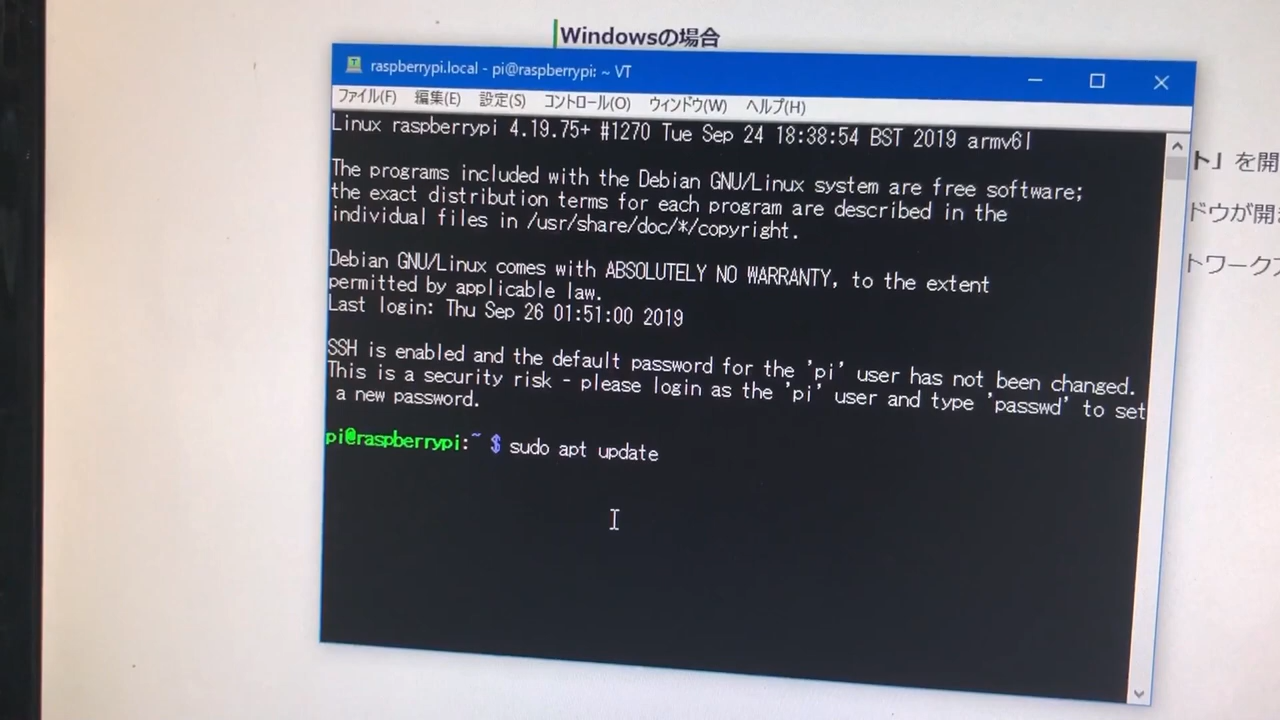 Windowsの場合
raspberrypi.local - pi@raspberrypi: ~ VT
ファイル(F) 編集(E) 設定(S) コントロール(O) ウィンドウ(W) ヘルプ(H)
Linux raspberrypi 4.19.75+ #1270 Tue Sep 24 18:38:54 BST 2019 armv6l
The programs included with the Debian GNU/Linux system are free software;
the exact distribution terms for each program are described in the
individual files in /usr/share/doc/*/copyright.
Debian GNU/Linux comes with ABSOLUTELY NO WARRANTY, to the extent
permitted by applicable law.
Last login: Thu Sep 26 01:51:00 2019
SSH is enabled and the default password for the 'pi' user has not been changed.
This is a security risk - please login as the 'pi' user and type 'passwd' to set
a new password.
pi@raspberrypi:~ $ sudo apt update
ト」を開
ドウが開き
トワーク